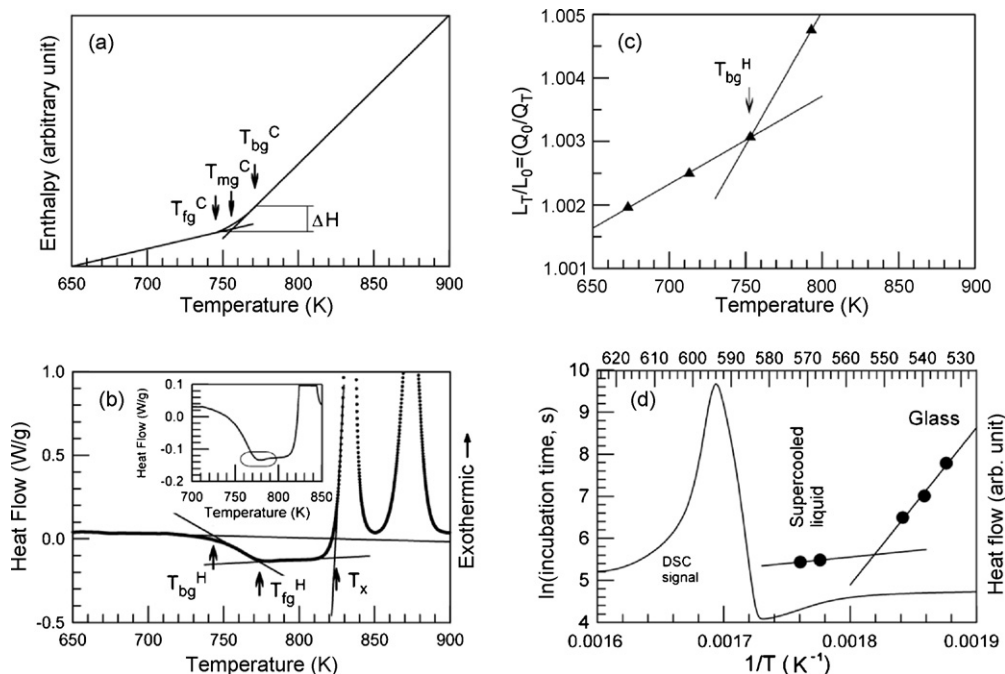 (a)
Enthalpy (arbitrary unit)
T_bg^C
T_mg^C
T_fg^C
ΔH
650 700 750 800 850 900
Temperature (K)
(c)
L_T/L_0=(Q_0/Q_T)
1.005
1.004
1.003
1.002
1.001
T_bg^H
650 700 750 800 850 900
Temperature (K)
(b)
Heat Flow (W/g)
1.0
0.5
0.0
-0.5
Heat Flow (W/g)
0.1
0.0
-0.1
-0.2
700 750 800 850
Temperature (K)
Exothermic →
T_bg^H
T_fg^H
T_x
650 700 750 800 850 900
Temperature (K)
620 610 600 590 580 570 560 550 540 530
(d)
ln(incubation time, s)
10
9
8
7
6
5
4
Glass
Supercooled
liquid
DSC
signal
Heat flow (arb. unit)
0.0016 0.0017 0.0018 0.0019
1/T (K⁻¹)